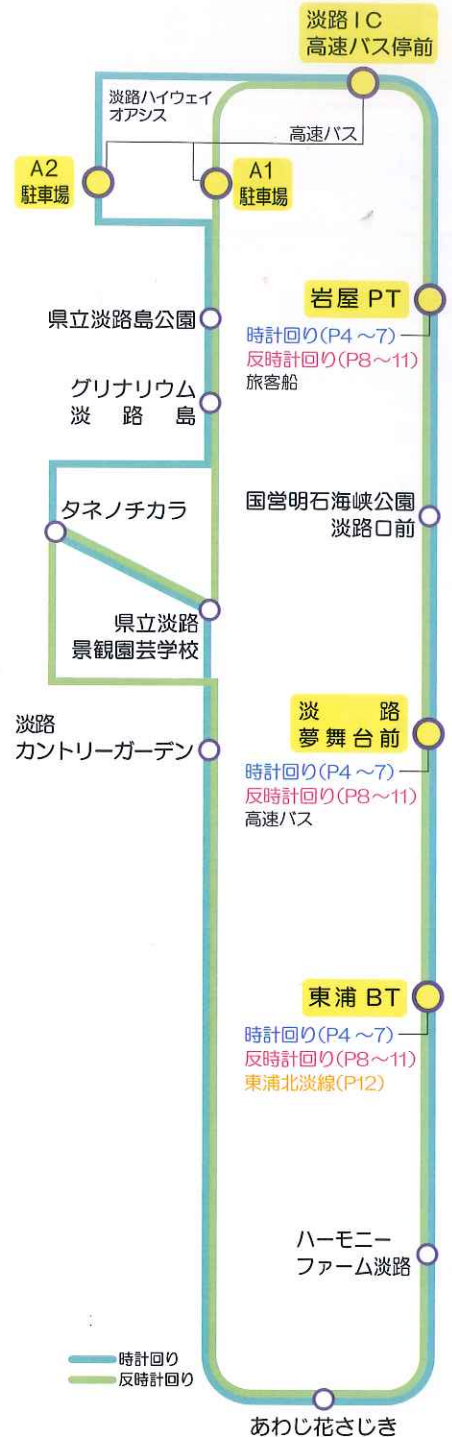 淡路IC
高速バス停前
淡路ハイウェイ
オアシス
高速バス
A2
駐車場
A1
駐車場
岩屋 PT
時計回り(P4～7)
反時計回り(P8～11)
旅客船
県立淡路島公園
グリナリウム
淡路島
国営明石海峡公園
淡路口前
タネノチカラ
県立淡路
景観園芸学校
淡路
夢舞台前
時計回り(P4～7)
反時計回り(P8～11)
高速バス
淡路
カントリーガーデン
東浦 BT
時計回り(P4～7)
反時計回り(P8～11)
東浦北淡線(P12)
ハーモニー
ファーム淡路
時計回り
反時計回り
あわじ花さじき